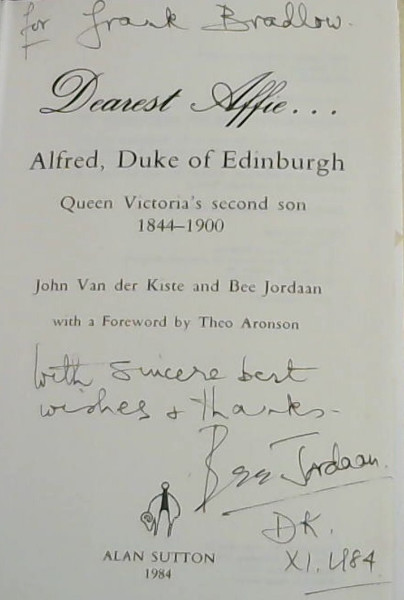 for Frank Bradlow.
Dearest Affie...
Alfred, Duke of Edinburgh
Queen Victoria's second son
1844–1900
John Van der Kiste and Bee Jordaan
with a Foreword by Theo Aronson
With sincere best
wishes & thanks—
Bee Jordaan.
DK.
XI. 1984
ALAN SUTTON
1984